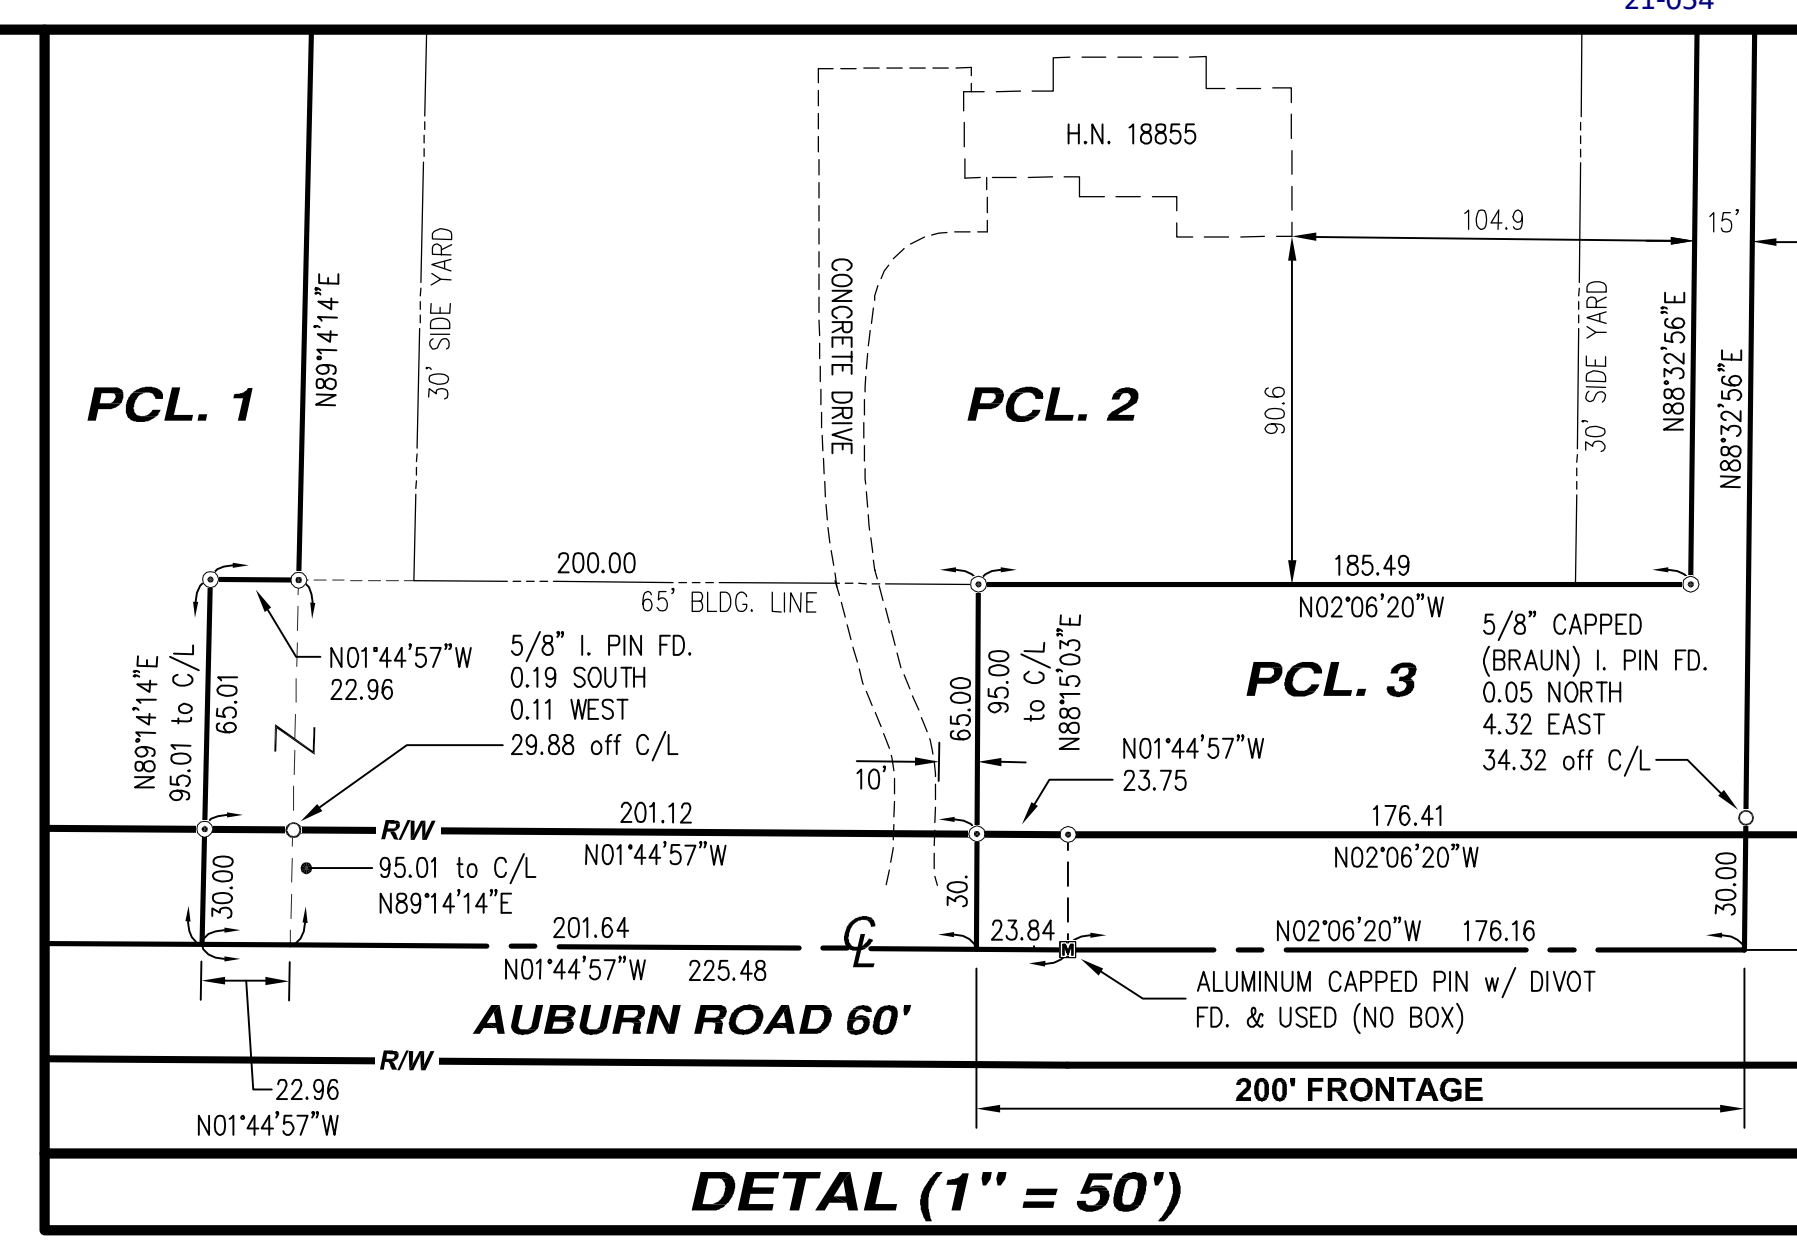 H.N. 18855
104.9
15'
30' SIDE YARD
N89°14'14"E
CONCRETE DRIVE
90.6
30' SIDE YARD
N88°32'56"E
N88°32'56"E
PCL. 1
PCL. 2
200.00
65' BLDG. LINE
185.49
N02°06'20"W
N01°44'57"W
22.96
5/8" I. PIN FD.
0.19 SOUTH
0.11 WEST
29.88 off C/L
N89°14'14"E
95.01 to C/L
65.01
65.00
95.00
to C/L
N88°15'03"E
PCL. 3
5/8" CAPPED
(BRAUN) I. PIN FD.
0.05 NORTH
4.32 EAST
34.32 off C/L
N01°44'57"W
23.75
10'
R/W
201.12
N01°44'57"W
176.41
N02°06'20"W
95.01 to C/L
N89°14'14"E
30.00
30.
30.00
201.64
N01°44'57"W 225.48
CL
23.84
M
N02°06'20"W 176.16
ALUMINUM CAPPED PIN w/ DIVOT
FD. & USED (NO BOX)
AUBURN ROAD 60'
R/W
22.96
N01°44'57"W
200' FRONTAGE
DETAL (1" = 50')